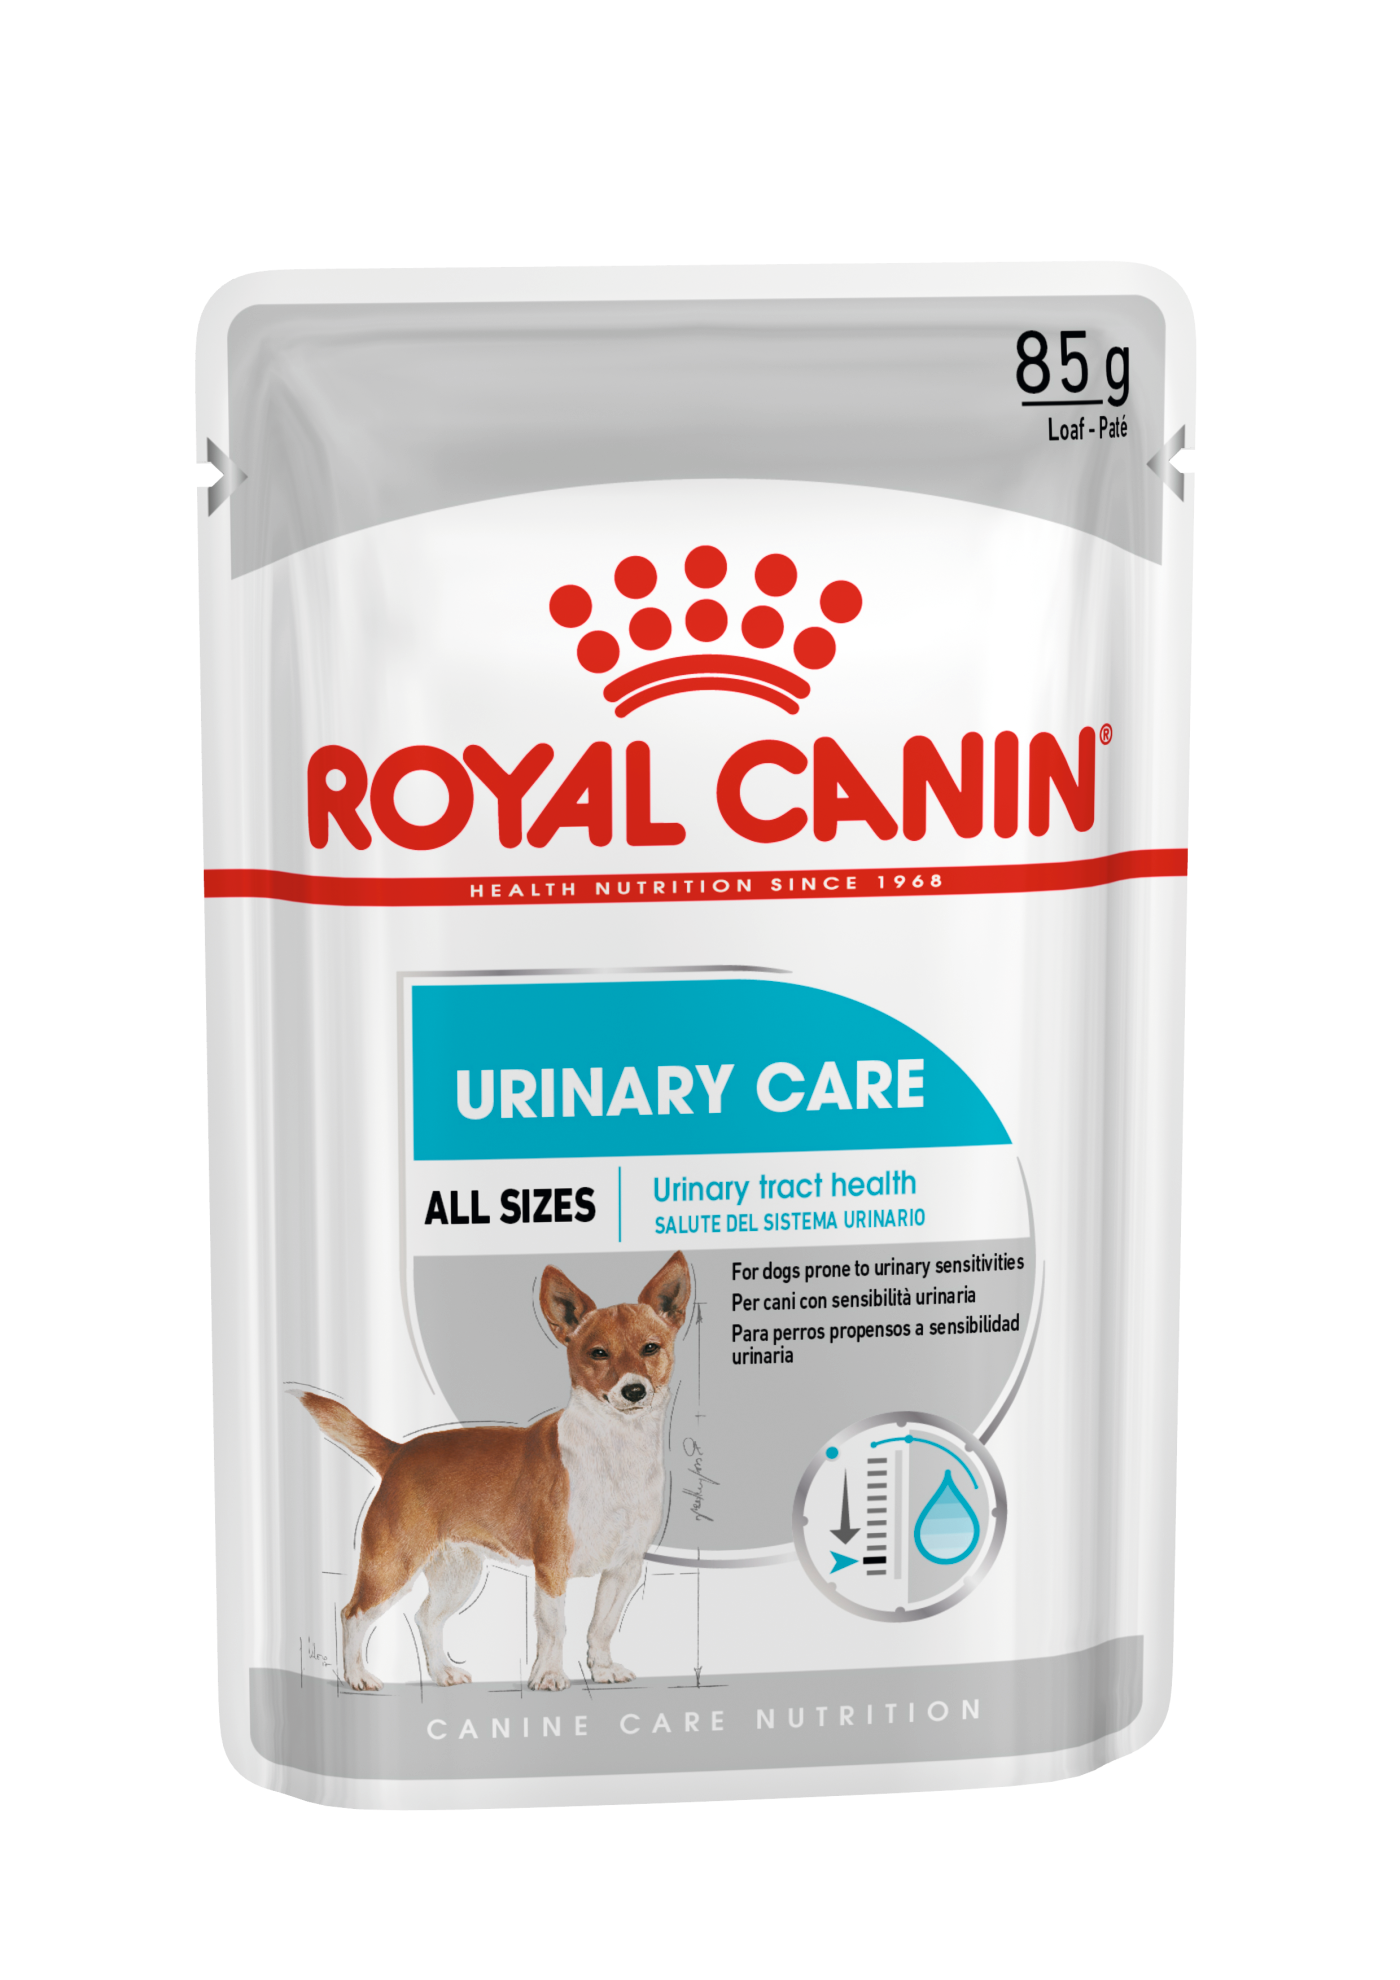 85 g
Loaf - Paté
ROYAL CANIN®
HEALTH NUTRITION SINCE 1968
URINARY CARE
ALL SIZES
Urinary tract health
SALUTE DEL SISTEMA URINARIO
For dogs prone to urinary sensitivities
Per cani con sensibilità urinaria
Para perros propensos a sensibilidad
urinaria
CANINE CARE NUTRITION